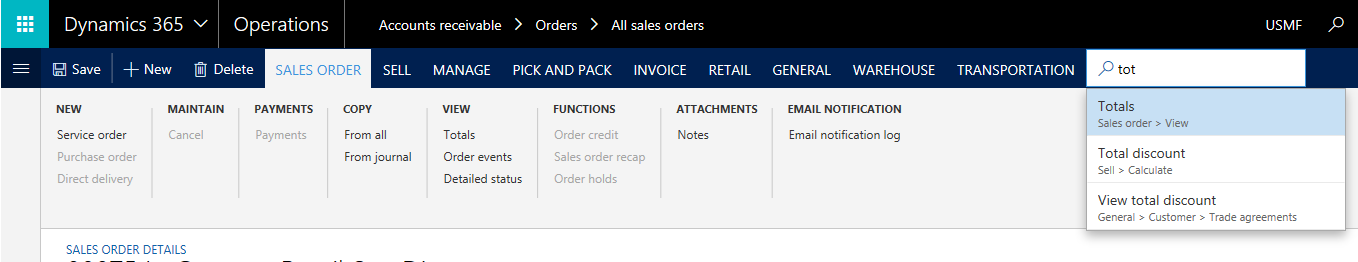 Dynamics 365 Operations Accounts receivable > Orders > All sales orders USMF
Save + New Delete SALES ORDER SELL MANAGE PICK AND PACK INVOICE RETAIL GENERAL WAREHOUSE TRANSPORTATION tot
NEW
Service order
Purchase order
Direct delivery
MAINTAIN
Cancel
PAYMENTS
Payments
COPY
From all
From journal
VIEW
Totals
Order events
Detailed status
FUNCTIONS
Order credit
Sales order recap
Order holds
ATTACHMENTS
Notes
EMAIL NOTIFICATION
Email notification log
Totals
Sales order > View
Total discount
Sell > Calculate
View total discount
General > Customer > Trade agreements
SALES ORDER DETAILS